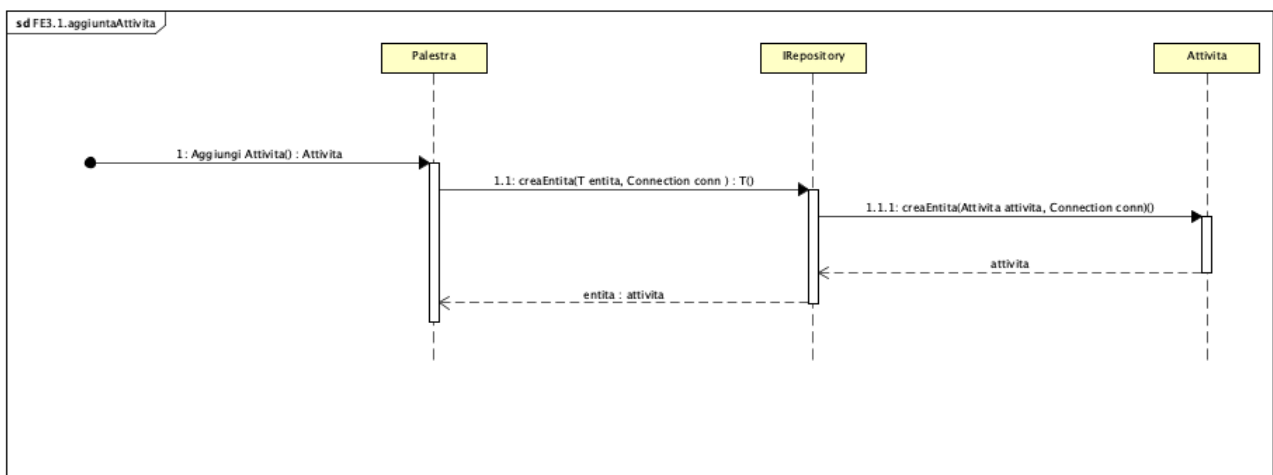 sd FE3.1.aggiuntaAttivita
Palestra
IRepository
Attivita
1: Aggiungi Attivita() : Attivita
1.1: creaEntita(T entita, Connection conn ) : T()
1.1.1: creaEntita(Attivita attivita, Connection conn)()
attivita
entita : attivita